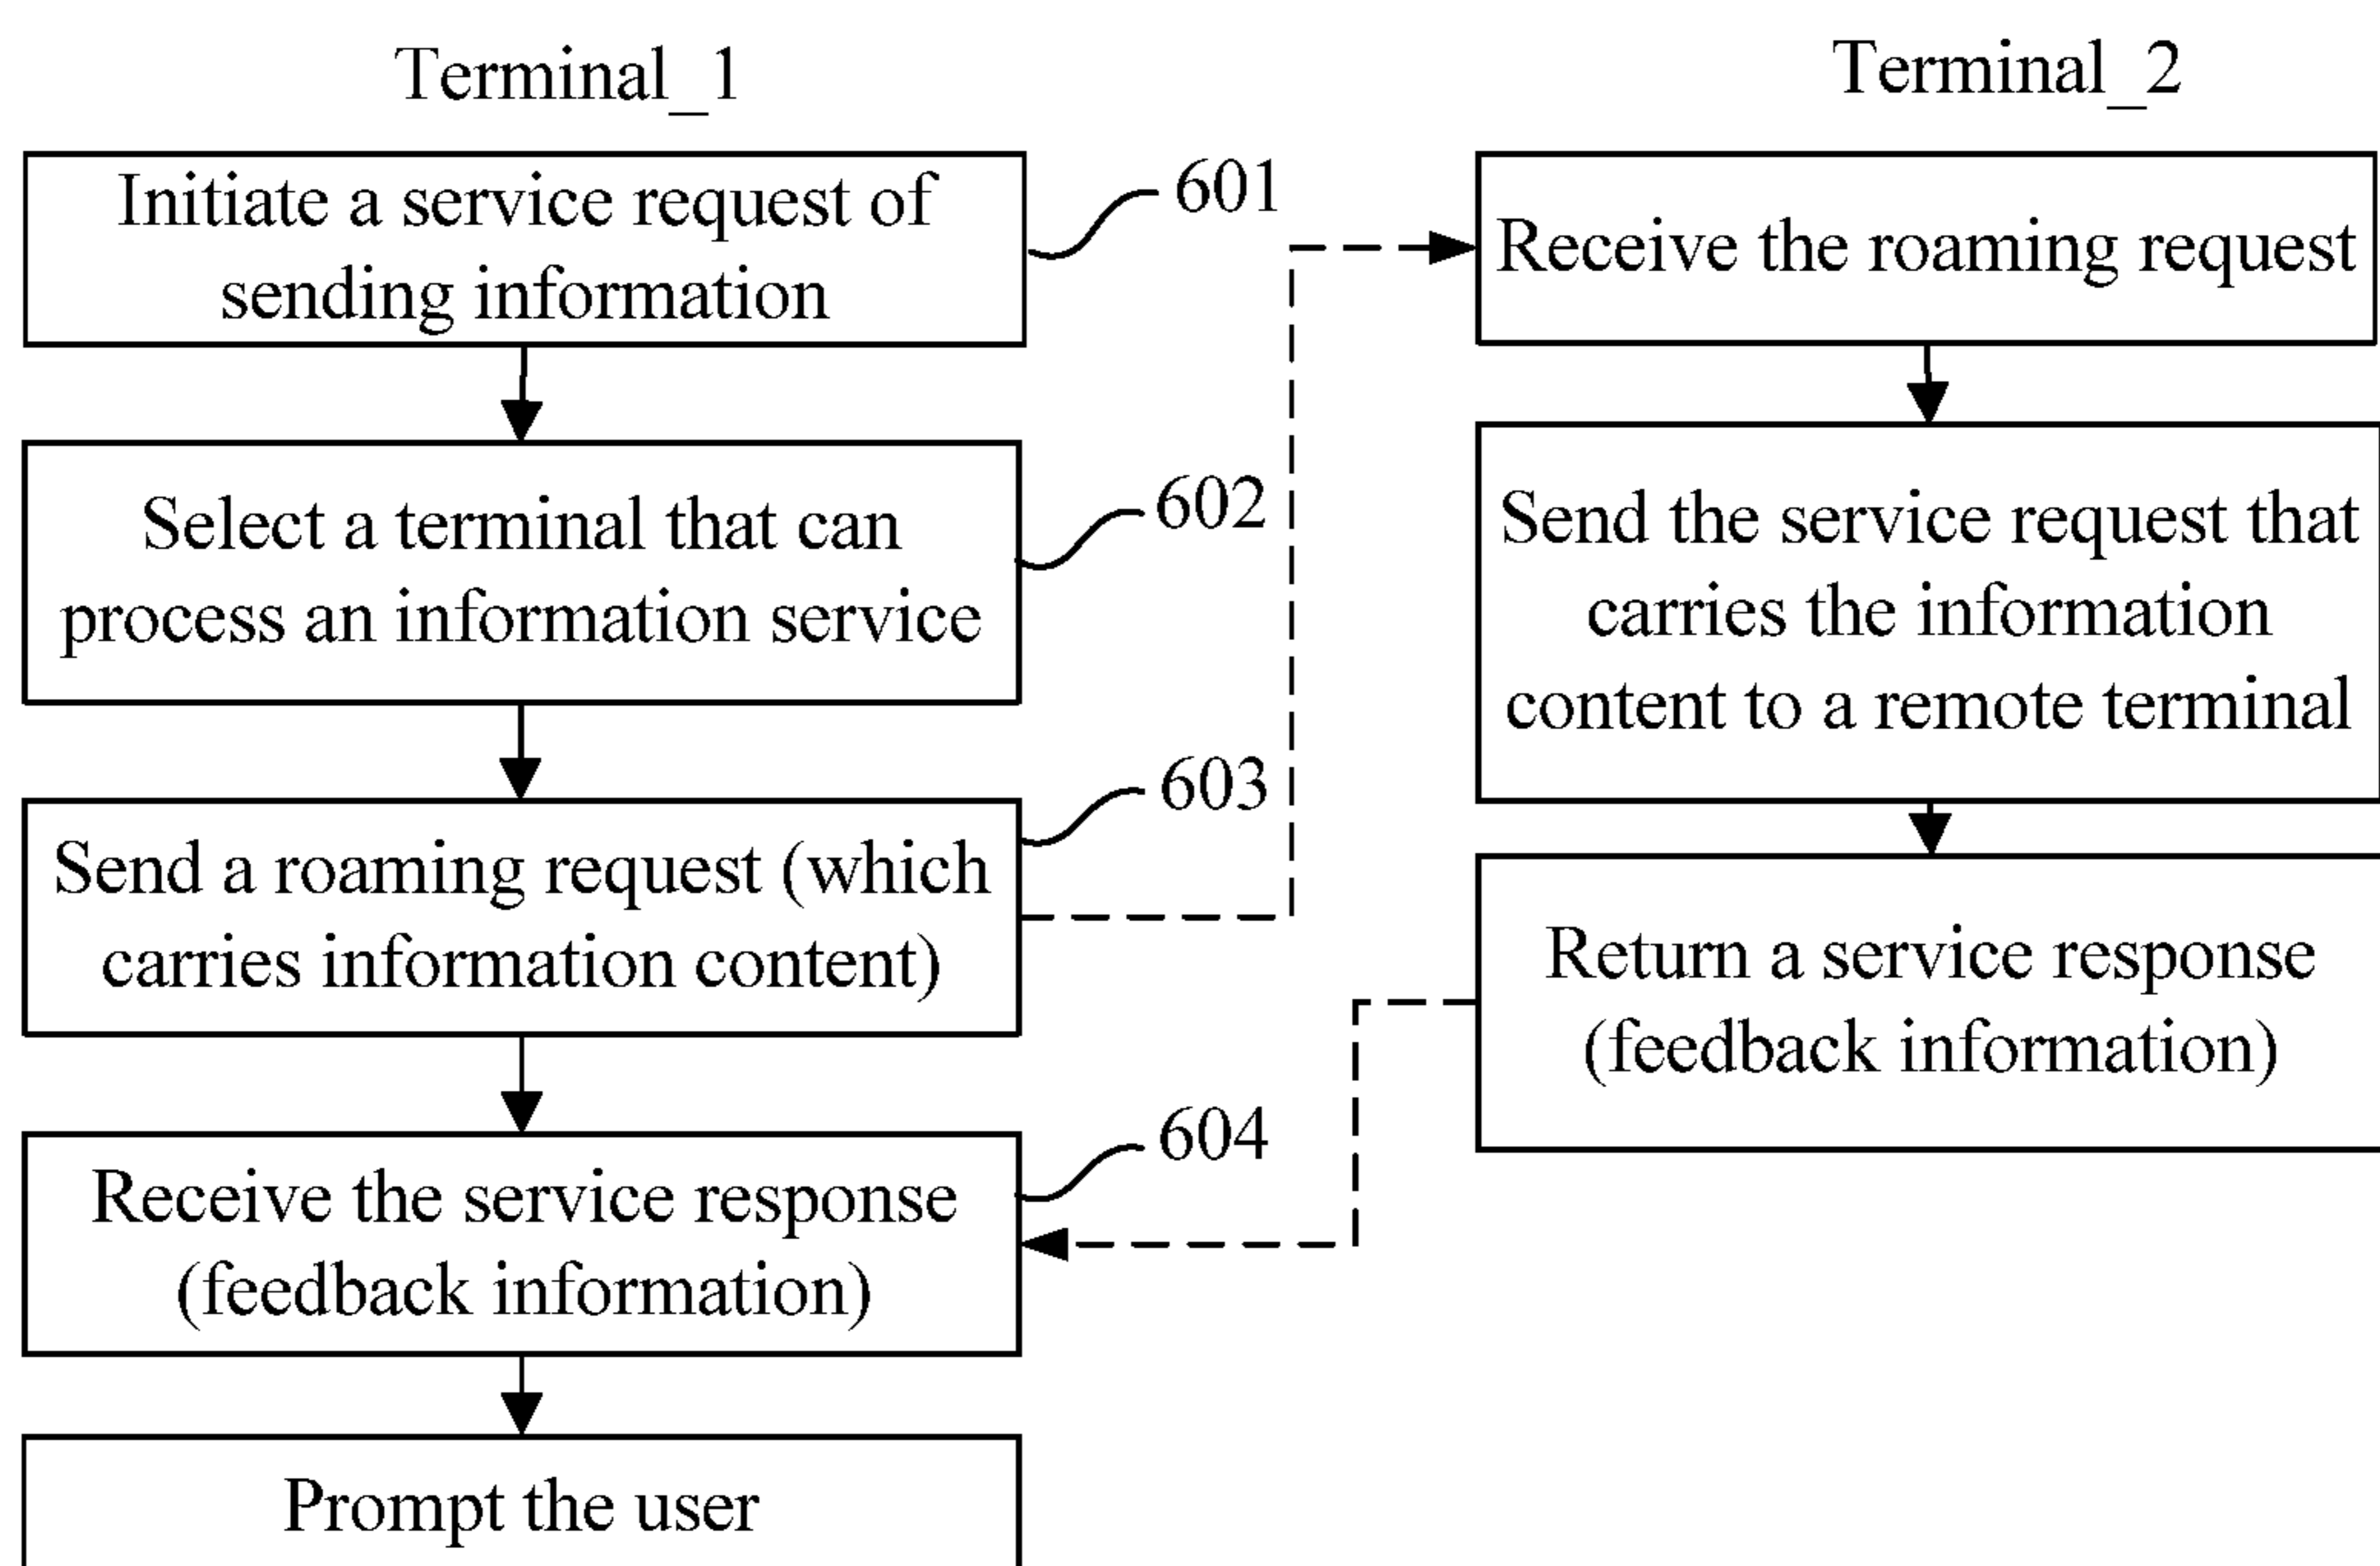 Terminal_1
Initiate a service request of
sending information
601
Select a terminal that can
process an information service
602
Send a roaming request (which
carries information content)
603
Receive the service response
(feedback information)
604
Prompt the user
Terminal_2
Receive the roaming request
Send the service request that
carries the information
content to a remote terminal
Return a service response
(feedback information)